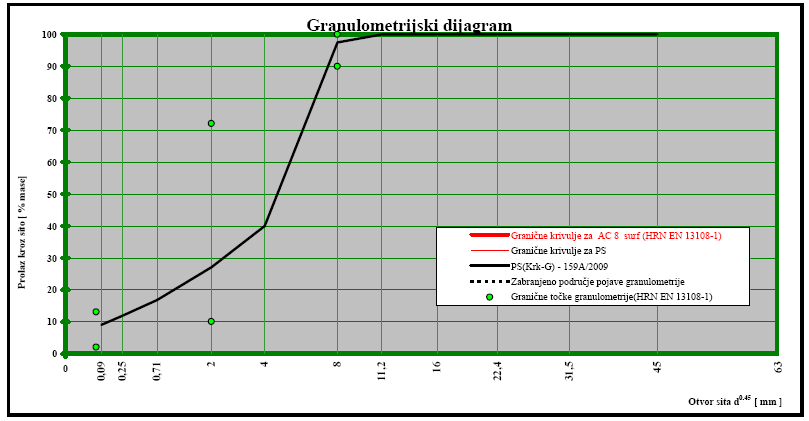 Granulometrijski dijagram
Prolaz kroz sito [ % mase]
100
90
80
70
60
50
40
30
20
10
0
Granične krivulje za AC 8 surf (HRN EN 13108-1)
Granične krivulje za PS
PS(Krk-G) - 159A/2009
Zabranjeno područje pojave granulometrije
Granične točke granulometrije(HRN EN 13108-1)
0 0,09 0,25 0,71 2 4 8 11,2 16 22,4 31,5 45 63
Otvor sita d^0.45 [ mm ]